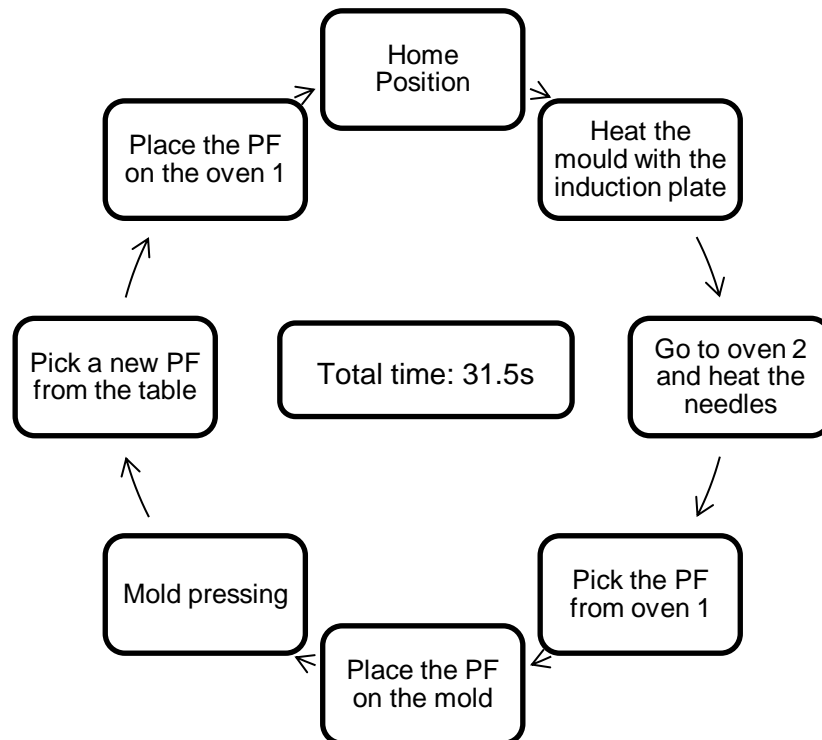 Home
Position
Heat the
mould with the
induction plate
Go to oven 2
and heat the
needles
Pick the PF
from oven 1
Place the PF
on the mold
Mold pressing
Pick a new PF
from the table
Place the PF
on the oven 1
Total time: 31.5s